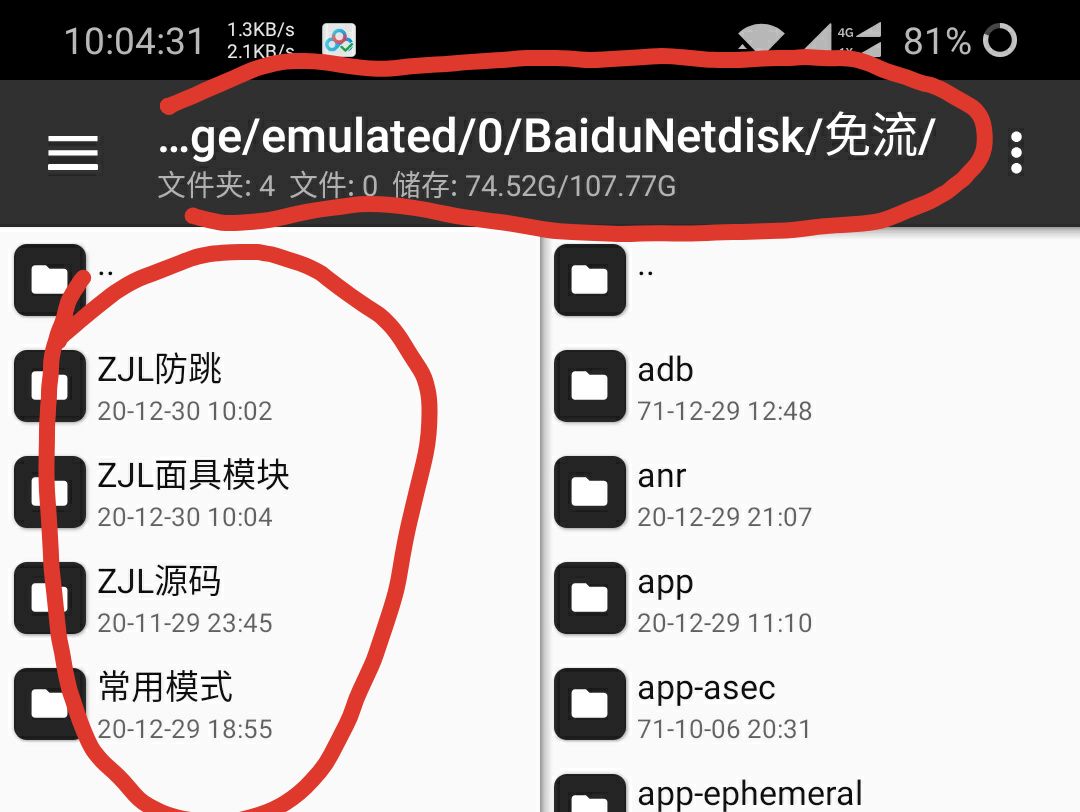 10:04:31
1.3KB/s
2.1KB/s
4G
1X
81%
...ge/emulated/0/BaiduNetdisk/免流/
文件夹: 4 文件: 0 储存: 74.52G/107.77G
..
ZJL防跳
20-12-30 10:02
ZJL面具模块
20-12-30 10:04
ZJL源码
20-11-29 23:45
常用模式
20-12-29 18:55
..
adb
71-12-29 12:48
anr
20-12-29 21:07
app
20-12-29 11:10
app-asec
71-10-06 20:31
app-ephemeral